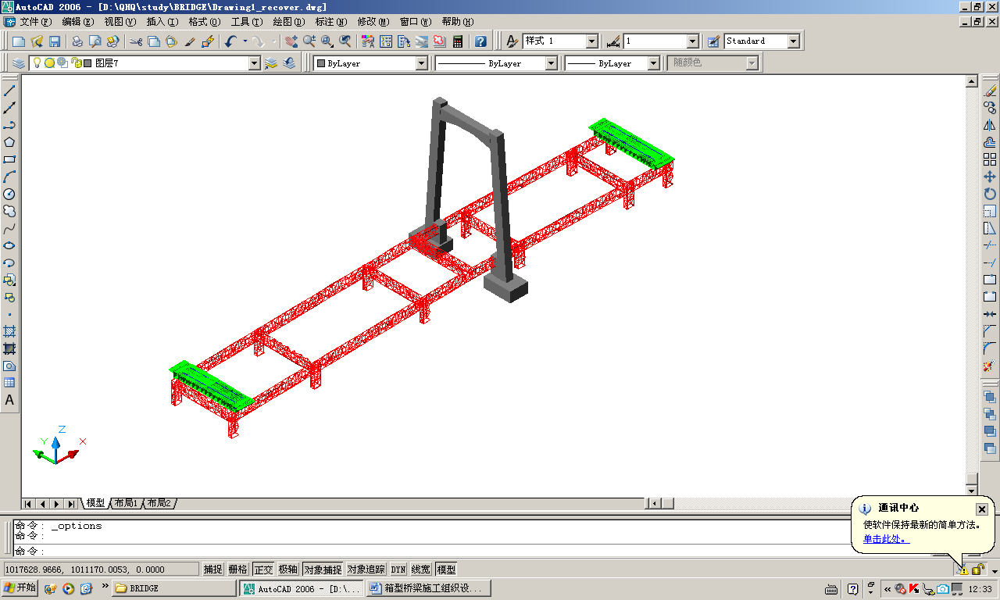 AutoCAD 2006 - [D:\QHQ\study\BRIDGE\Drawing1_recover.dwg]
文件(F) 编辑(E) 视图(V) 插入(I) 格式(O) 工具(T) 绘图(D) 标注(N) 修改(M) 窗口(W) 帮助(H)
样式 1 1 Standard
图层7 ByLayer ByLayer ByLayer 随颜色
Z
Y X
A
模型 布局1 布局2
命令: _options
命令:
命令:
通讯中心
使软件保持最新的简单方法。
单击此处。
1017628.9666, 1011170.0053, 0.0000 捕捉 栅格 正交 极轴 对象捕捉 对象追踪 DYN 线宽 模型
开始 BRIDGE AutoCAD 2006 - [D:\... 箱型桥梁施工组织设... 12:33